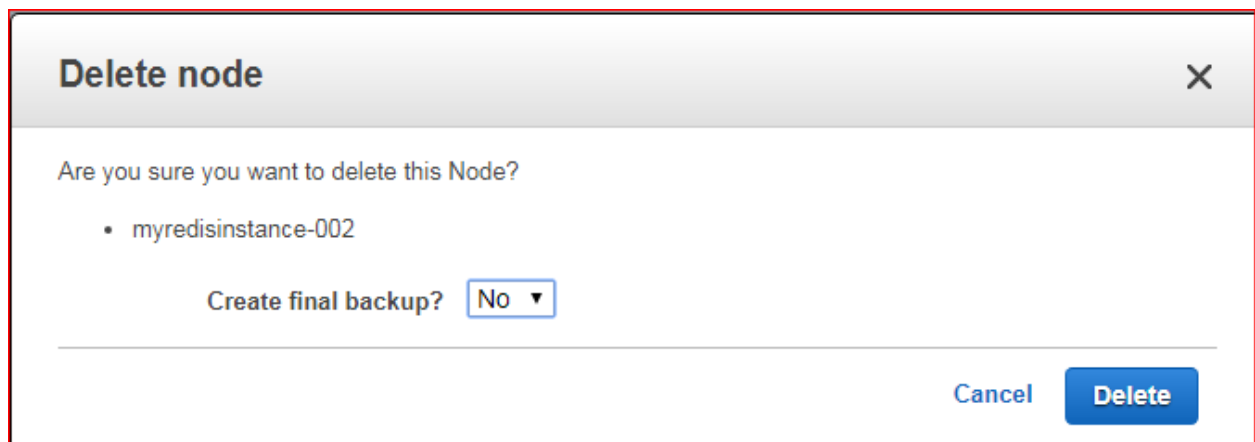 Delete node
Are you sure you want to delete this Node?
• myredisinstance-002
Create final backup? No
Cancel Delete